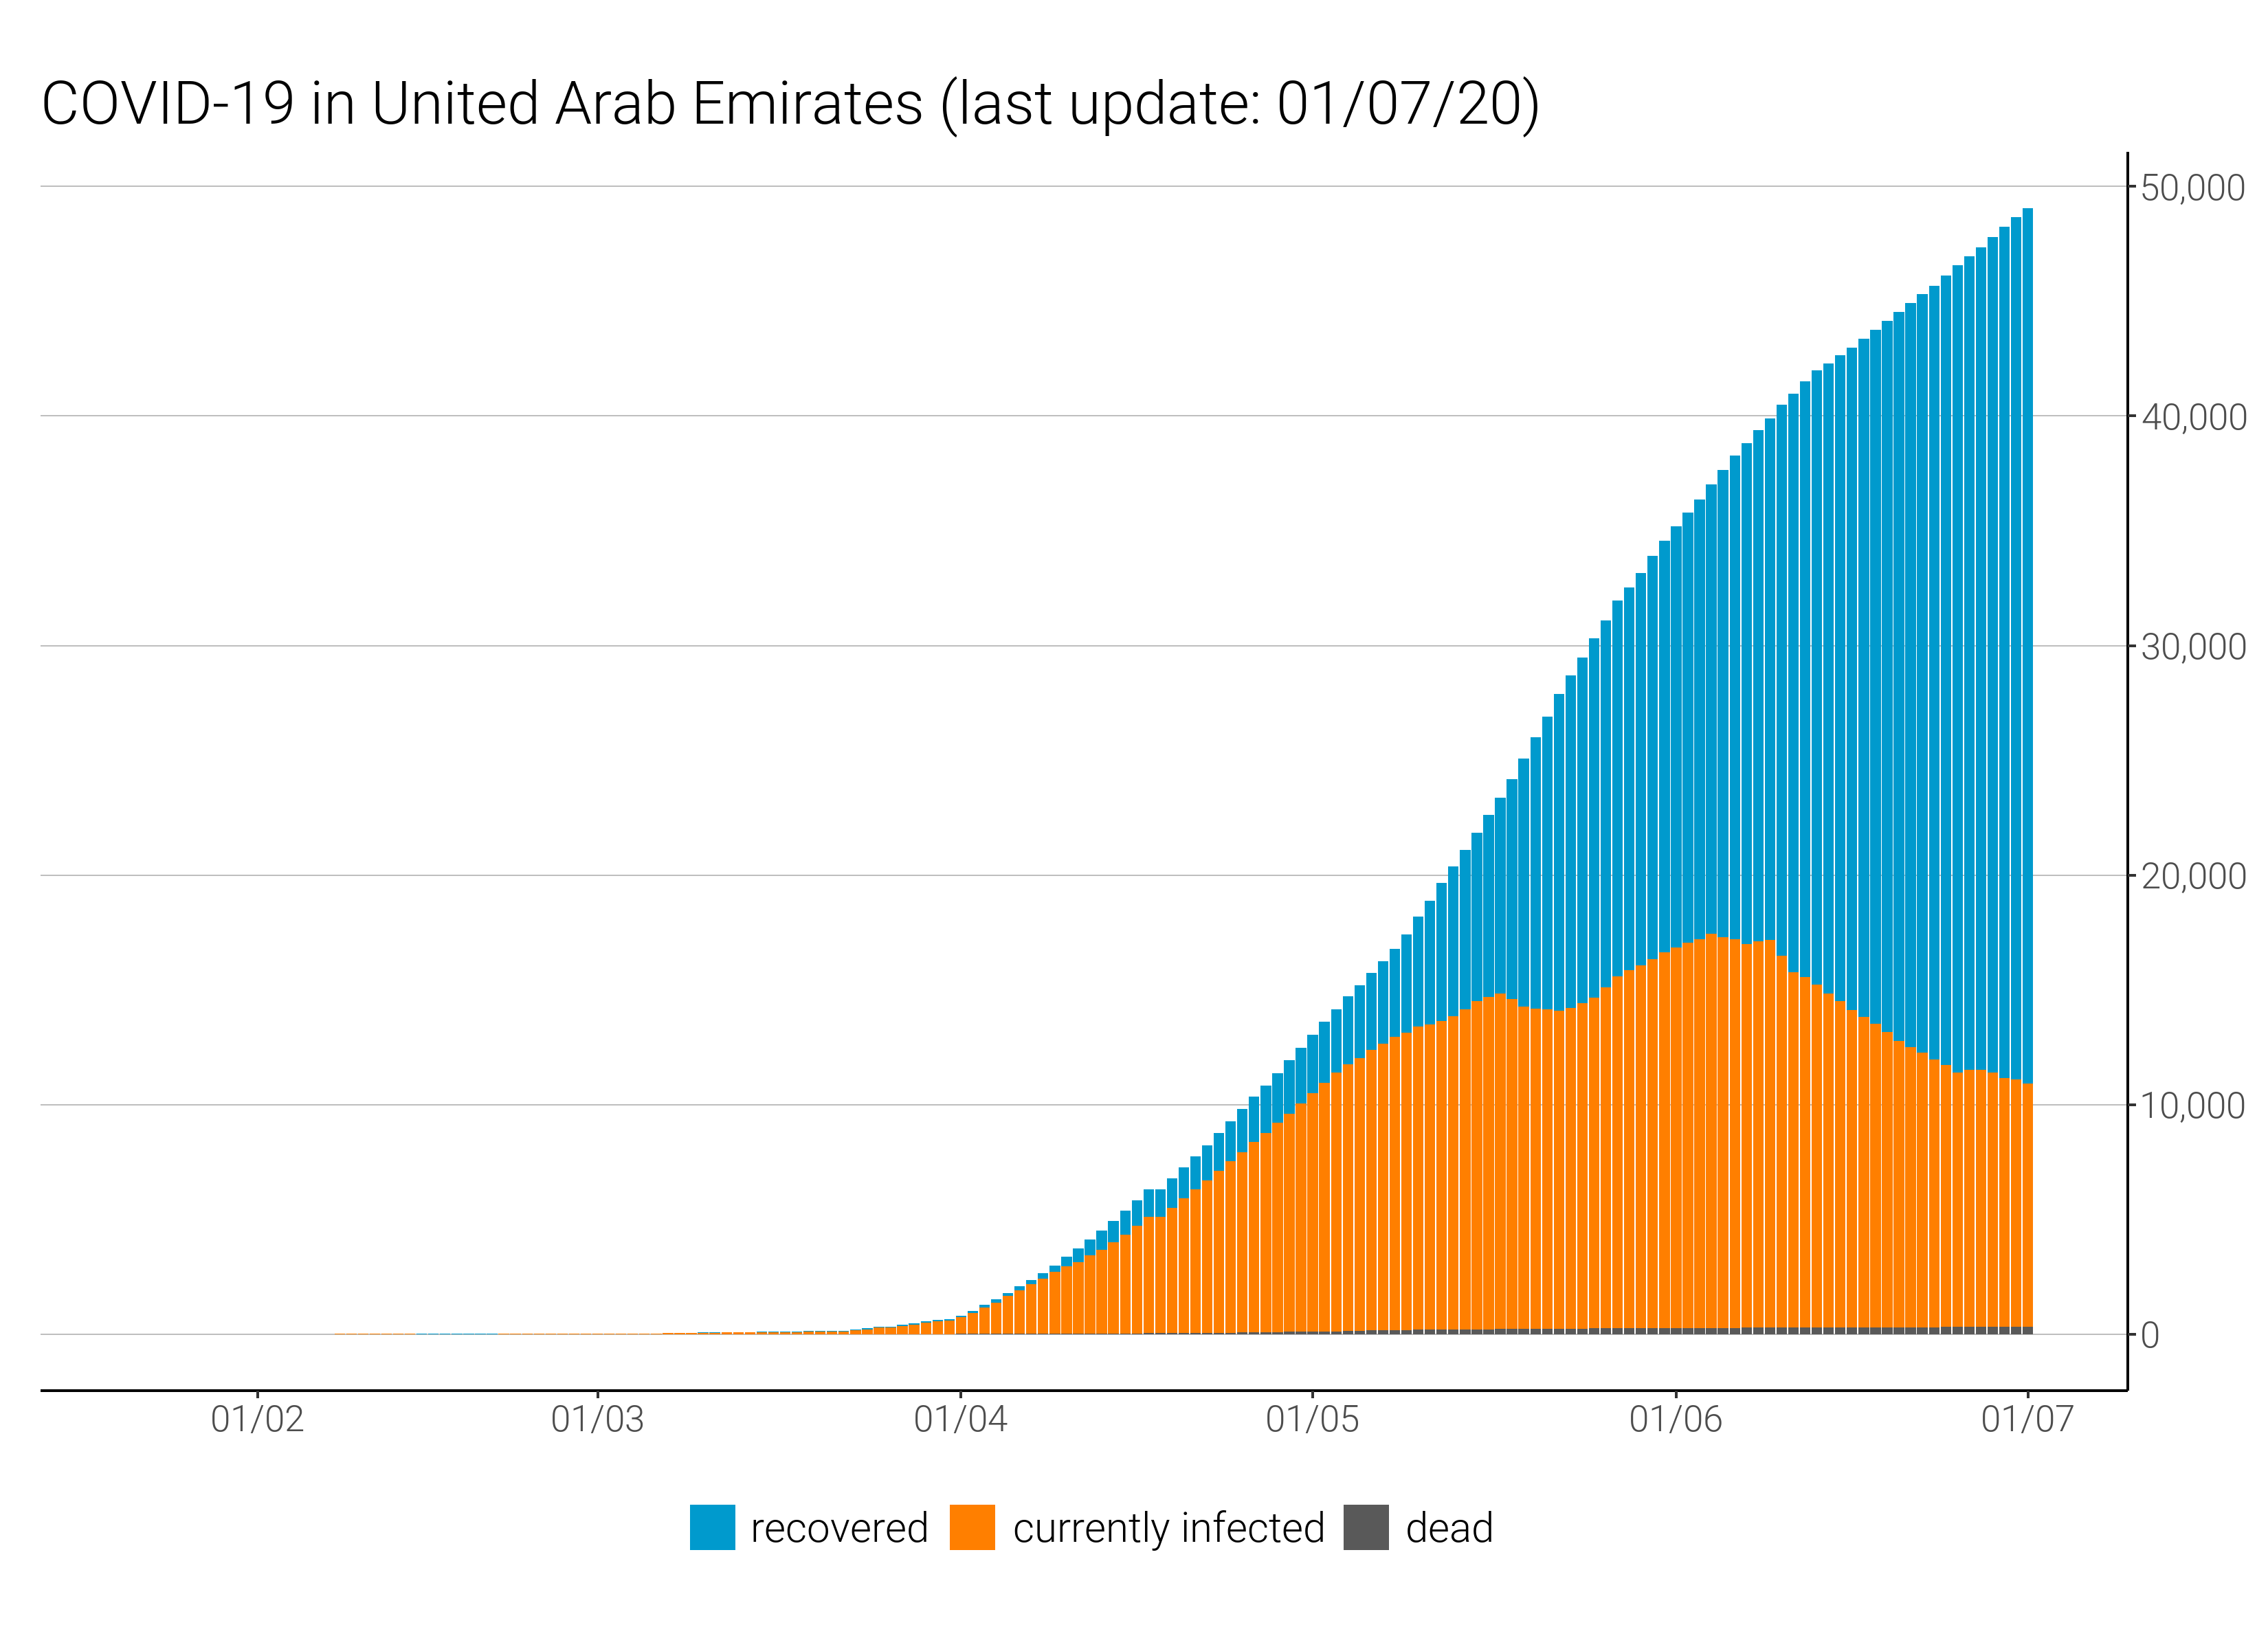 COVID-19 in United Arab Emirates (last update: 01/07/20)
50,000
40,000
30,000
20,000
10,000
0
01/02 01/03 01/04 01/05 01/06 01/07
recovered currently infected dead